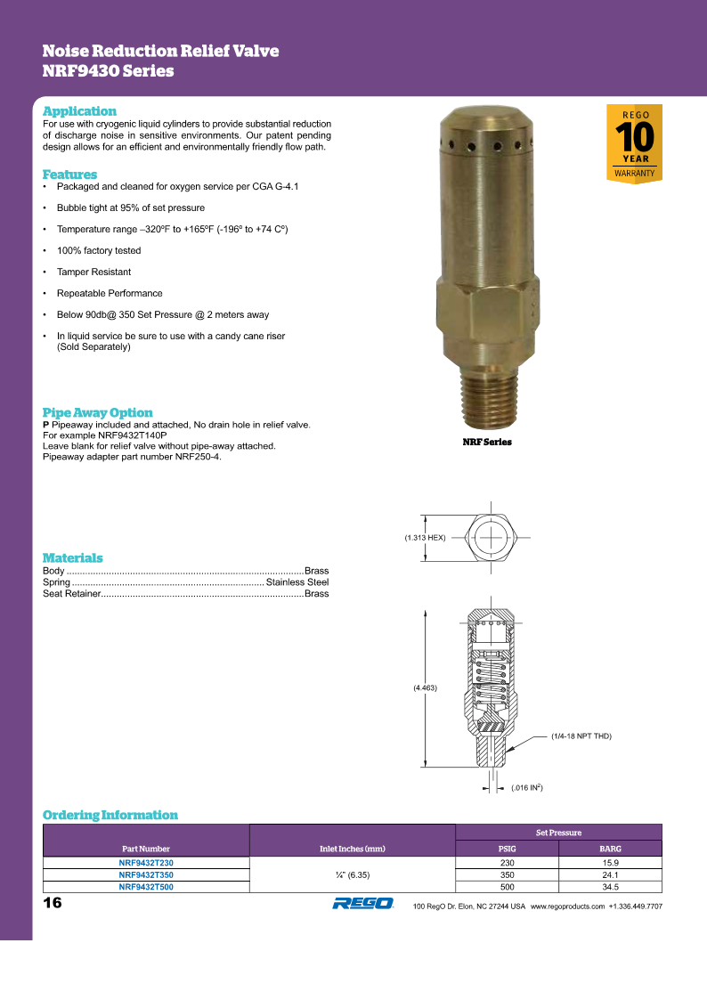 Noise Reduction Relief Valve
NRF9430 Series
Application
For use with cryogenic liquid cylinders to provide substantial reduction
of discharge noise in sensitive environments. Our patent pending
design allows for an efficient and environmentally friendly flow path.
Features
• Packaged and cleaned for oxygen service per CGA G-4.1
• Bubble tight at 95% of set pressure
• Temperature range –320ºF to +165ºF (-196º to +74 Cº)
• 100% factory tested
• Tamper Resistant
• Repeatable Performance
• Below 90db@ 350 Set Pressure @ 2 meters away
• In liquid service be sure to use with a candy cane riser
(Sold Separately)
REGO
10
YEAR
WARRANTY
NRF Series
Pipe Away Option
P Pipeaway included and attached, No drain hole in relief valve.
For example NRF9432T140P
Leave blank for relief valve without pipe-away attached.
Pipeaway adapter part number NRF250-4.
Materials
Body ..........................................................................................Brass
Spring ......................................................................... Stainless Steel
Seat Retainer.............................................................................Brass
(1.313 HEX)
(4.463)
(1/4-18 NPT THD)
(.016 IN²)
Ordering Information
Part Number Inlet Inches (mm) Set Pressure
PSIG BARG
NRF9432T230 ¼” (6.35) 230 15.9
NRF9432T350 350 24.1
NRF9432T500 500 34.5
16 REGO 100 RegO Dr. Elon, NC 27244 USA www.regoproducts.com +1.336.449.7707